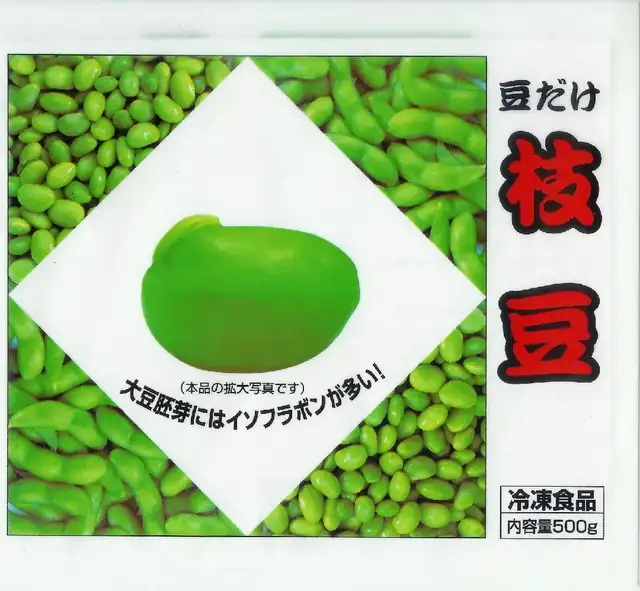 豆だけ
枝豆
(本品の拡大写真です)
大豆胚芽にはイソフラボンが多い!
冷凍食品
内容量500g